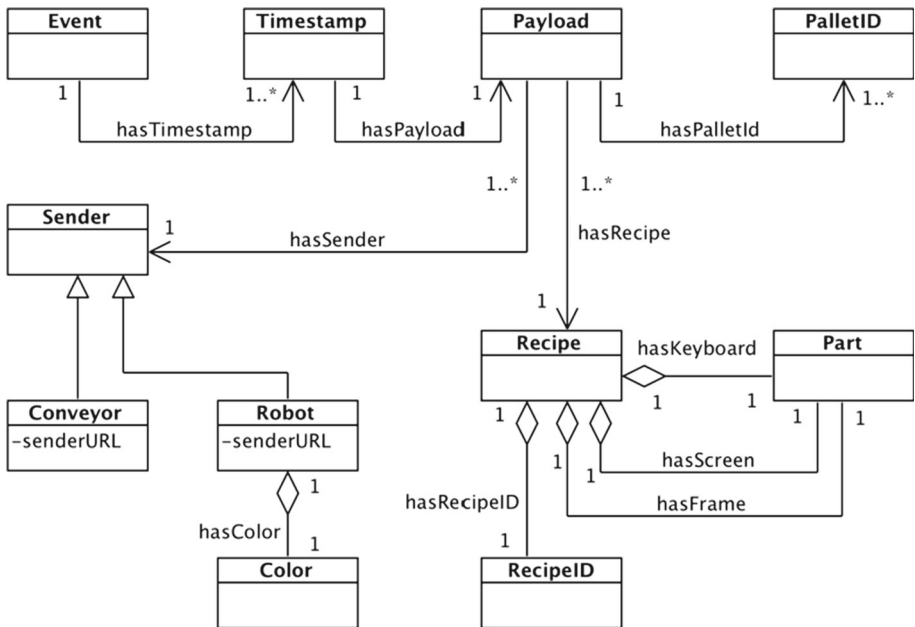 Event
Timestamp
Payload
PalletID
1
1..*
1
1
1
1..*
hasTimestamp
hasPayload
hasPalletId
1..*
1..*
Sender
1
hasSender
hasRecipe
1
Recipe
hasKeyboard
Part
1
1
Conveyor
Robot
1
1
1
-senderURL
-senderURL
1
1
1
hasScreen
hasRecipeID
hasFrame
hasColor
1
1
Color
RecipeID